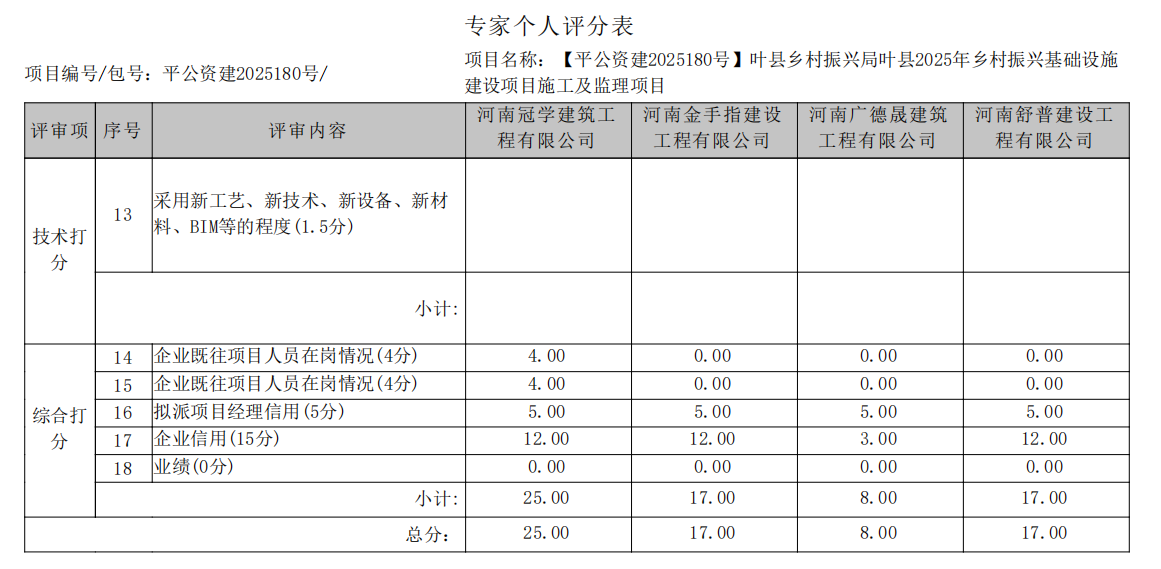 专家个人评分表
项目编号/包号：平公资建2025180号/
项目名称：【平公资建2025180号】叶县乡村振兴局叶县2025年乡村振兴基础设施
建设项目施工及监理项目
评审项 序号 评审内容 河南冠学建筑工 河南金手指建设 河南广德晟建筑 河南舒普建设工
程有限公司 工程有限公司 工程有限公司 程有限公司
技术打
分
13 采用新工艺、新技术、新设备、新材
料、BIM等的程度(1.5分)
小计:
综合打
分
14 企业既往项目人员在岗情况(4分) 4.00 0.00 0.00 0.00
15 企业既往项目人员在岗情况(4分) 4.00 0.00 0.00 0.00
16 拟派项目经理信用(5分) 5.00 5.00 5.00 5.00
17 企业信用(15分) 12.00 12.00 3.00 12.00
18 业绩(0分) 0.00 0.00 0.00 0.00
小计: 25.00 17.00 8.00 17.00
总分: 25.00 17.00 8.00 17.00